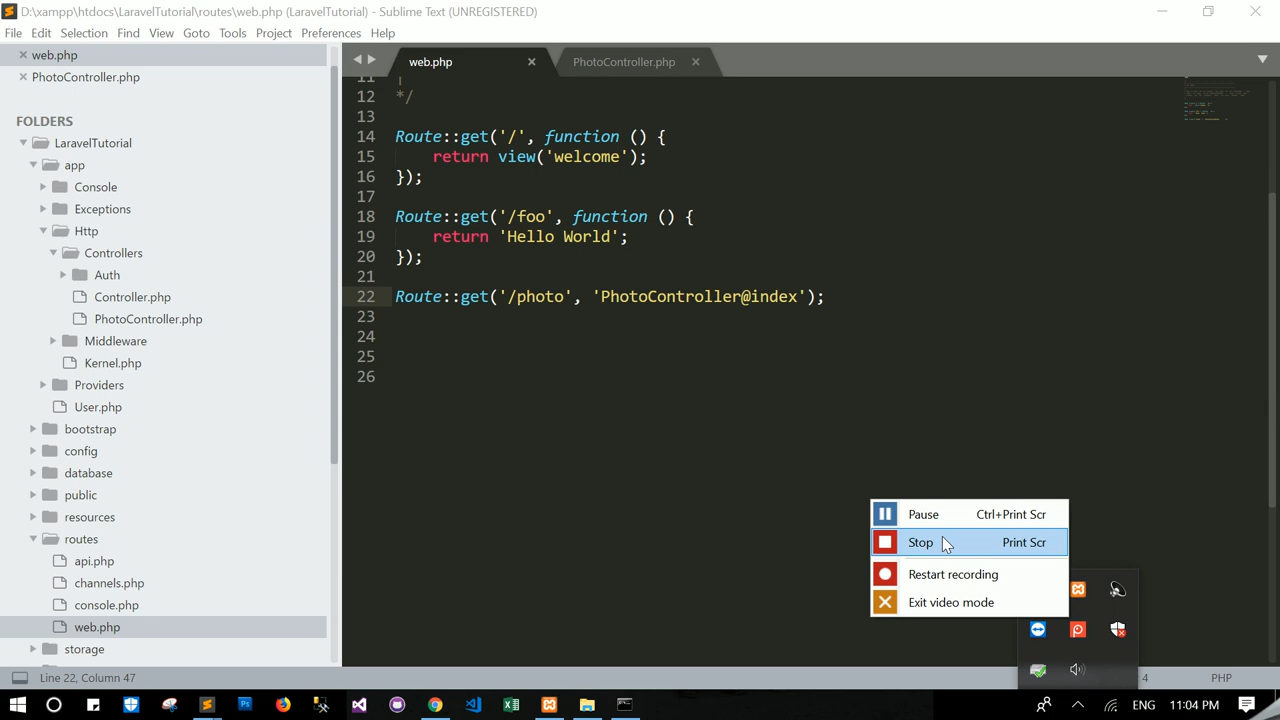 D:\xampp\htdocs\LaravelTutorial\routes\web.php (LaravelTutorial) - Sublime Text (UNREGISTERED)
File Edit Selection Find View Goto Tools Project Preferences Help
web.php
PhotoController.php
FOLDERS
LaravelTutorial
app
Console
Exceptions
Http
Controllers
Auth
Controller.php
PhotoController.php
Middleware
Kernel.php
Providers
User.php
bootstrap
config
database
public
resources
routes
api.php
channels.php
console.php
web.php
storage
web.php PhotoController.php
11 |
12 */
13
14 Route::get('/', function () {
15 return view('welcome');
16 });
17
18 Route::get('/foo', function () {
19 return 'Hello World';
20 });
21
22 Route::get('/photo', 'PhotoController@index');
23
24
25
26
Pause Ctrl+Print Scr
Stop Print Scr
Restart recording
Exit video mode
Line 22, Column 47
4 PHP
ENG 11:04 PM